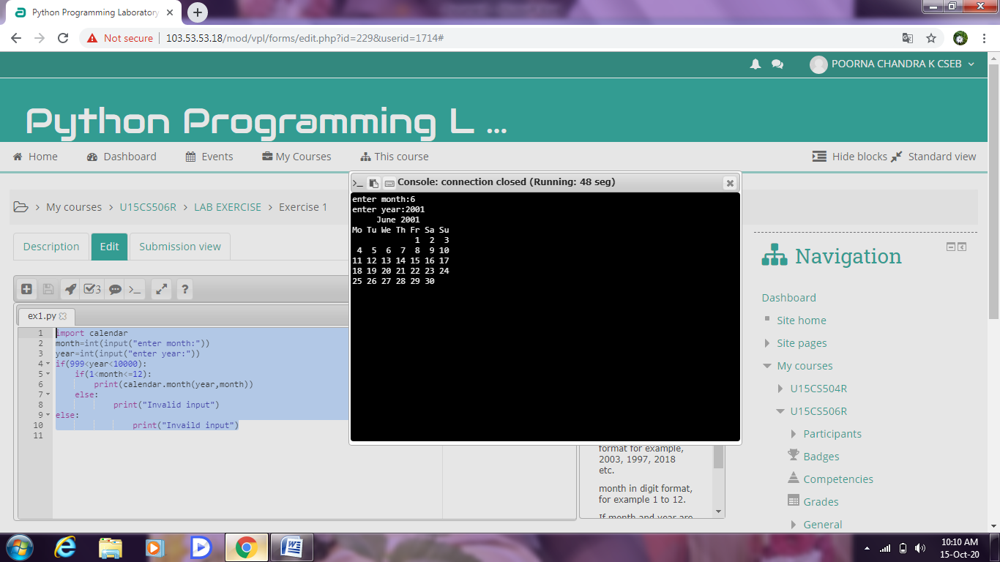 Python Programming Laboratory
Not secure
103.53.53.18/mod/vpl/forms/edit.php?id=229&userid=1714#
POORNA CHANDRA K CSEB
Python Programming L ...
Home
Dashboard
Events
My Courses
This course
Hide blocks
Standard view
My courses > U15CS506R > LAB EXERCISE > Exercise 1
Description
Edit
Submission view
3
>_
?
ex1.py
1 import calendar
2 month=int(input("enter month:"))
3 year=int(input("enter year:"))
4 if(999<year<10000):
5     if(1<month<=12):
6         print(calendar.month(year,month))
7     else:
8             print("Invalid input")
9 else:
10                 print("Invaild input")
11
>_
Console: connection closed (Running: 48 seg)
enter month:6
enter year:2001
     June 2001
Mo Tu We Th Fr Sa Su
             1  2  3
 4  5  6  7  8  9 10
11 12 13 14 15 16 17
18 19 20 21 22 23 24
25 26 27 28 29 30
format for example,
2003, 1997, 2018
etc.
month in digit format,
for example 1 to 12.
If month and year are
Navigation
Dashboard
Site home
Site pages
My courses
U15CS504R
U15CS506R
Participants
Badges
Competencies
Grades
General
10:10 AM
15-Oct-20